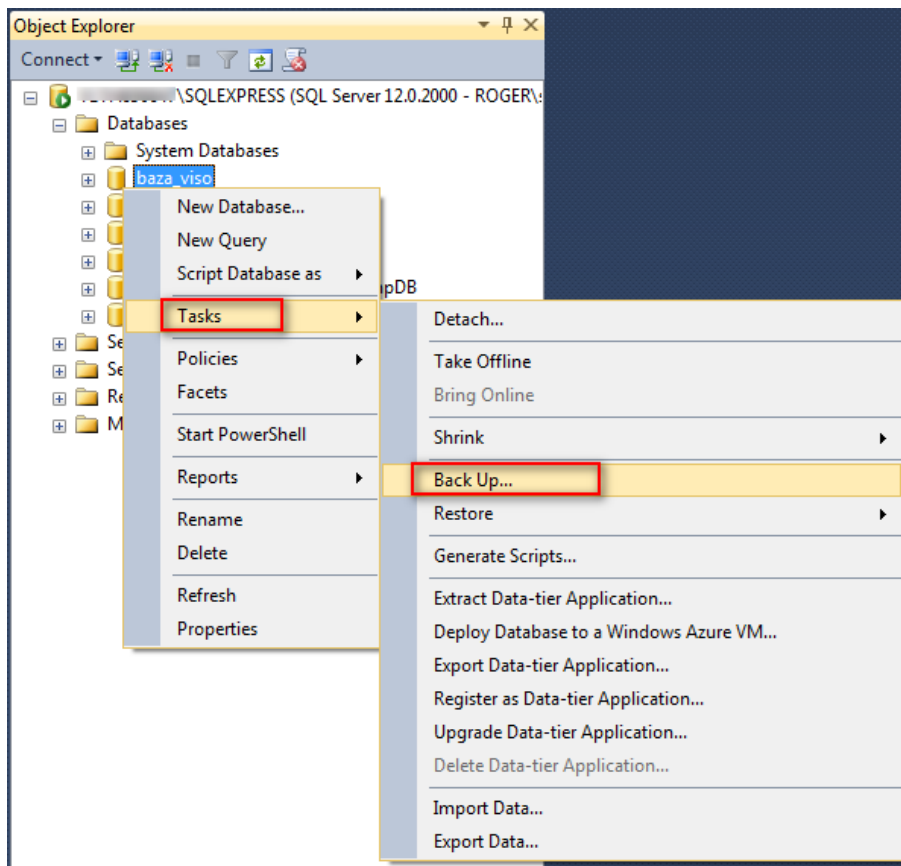 Object Explorer
Connect
\SQLEXPRESS (SQL Server 12.0.2000 - ROGER\
Databases
System Databases
baza_viso
New Database...
New Query
Script Database as
pDB
Tasks
Se
Se
Re
M
Policies
Facets
Start PowerShell
Reports
Rename
Delete
Refresh
Properties
Detach...
Take Offline
Bring Online
Shrink
Back Up...
Restore
Generate Scripts...
Extract Data-tier Application...
Deploy Database to a Windows Azure VM...
Export Data-tier Application...
Register as Data-tier Application...
Upgrade Data-tier Application...
Delete Data-tier Application...
Import Data...
Export Data...